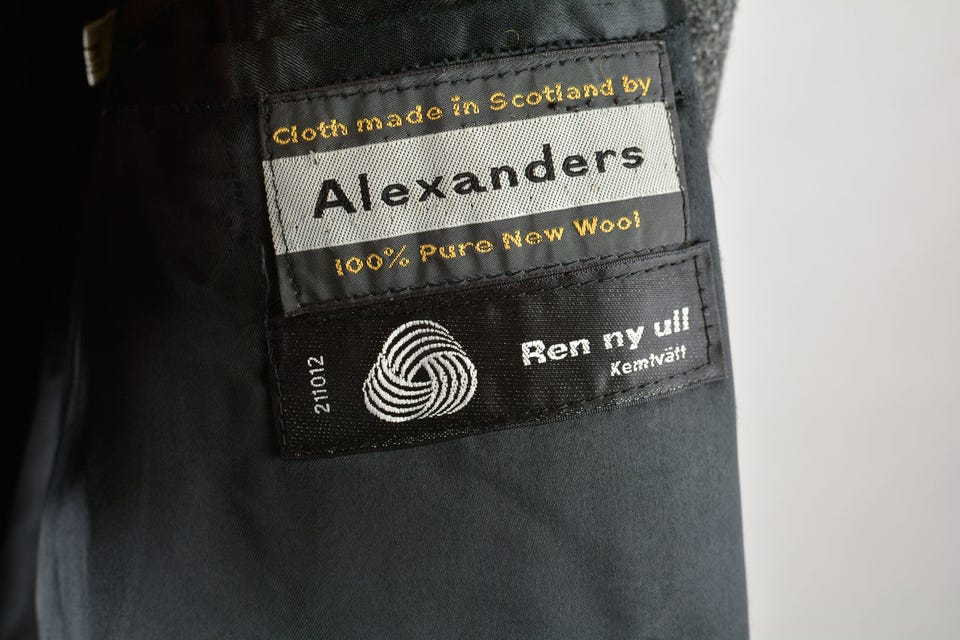 Cloth made in Scotland by
Alexanders
100% Pure New Wool
211012
Ren ny ull
Kemtvätt